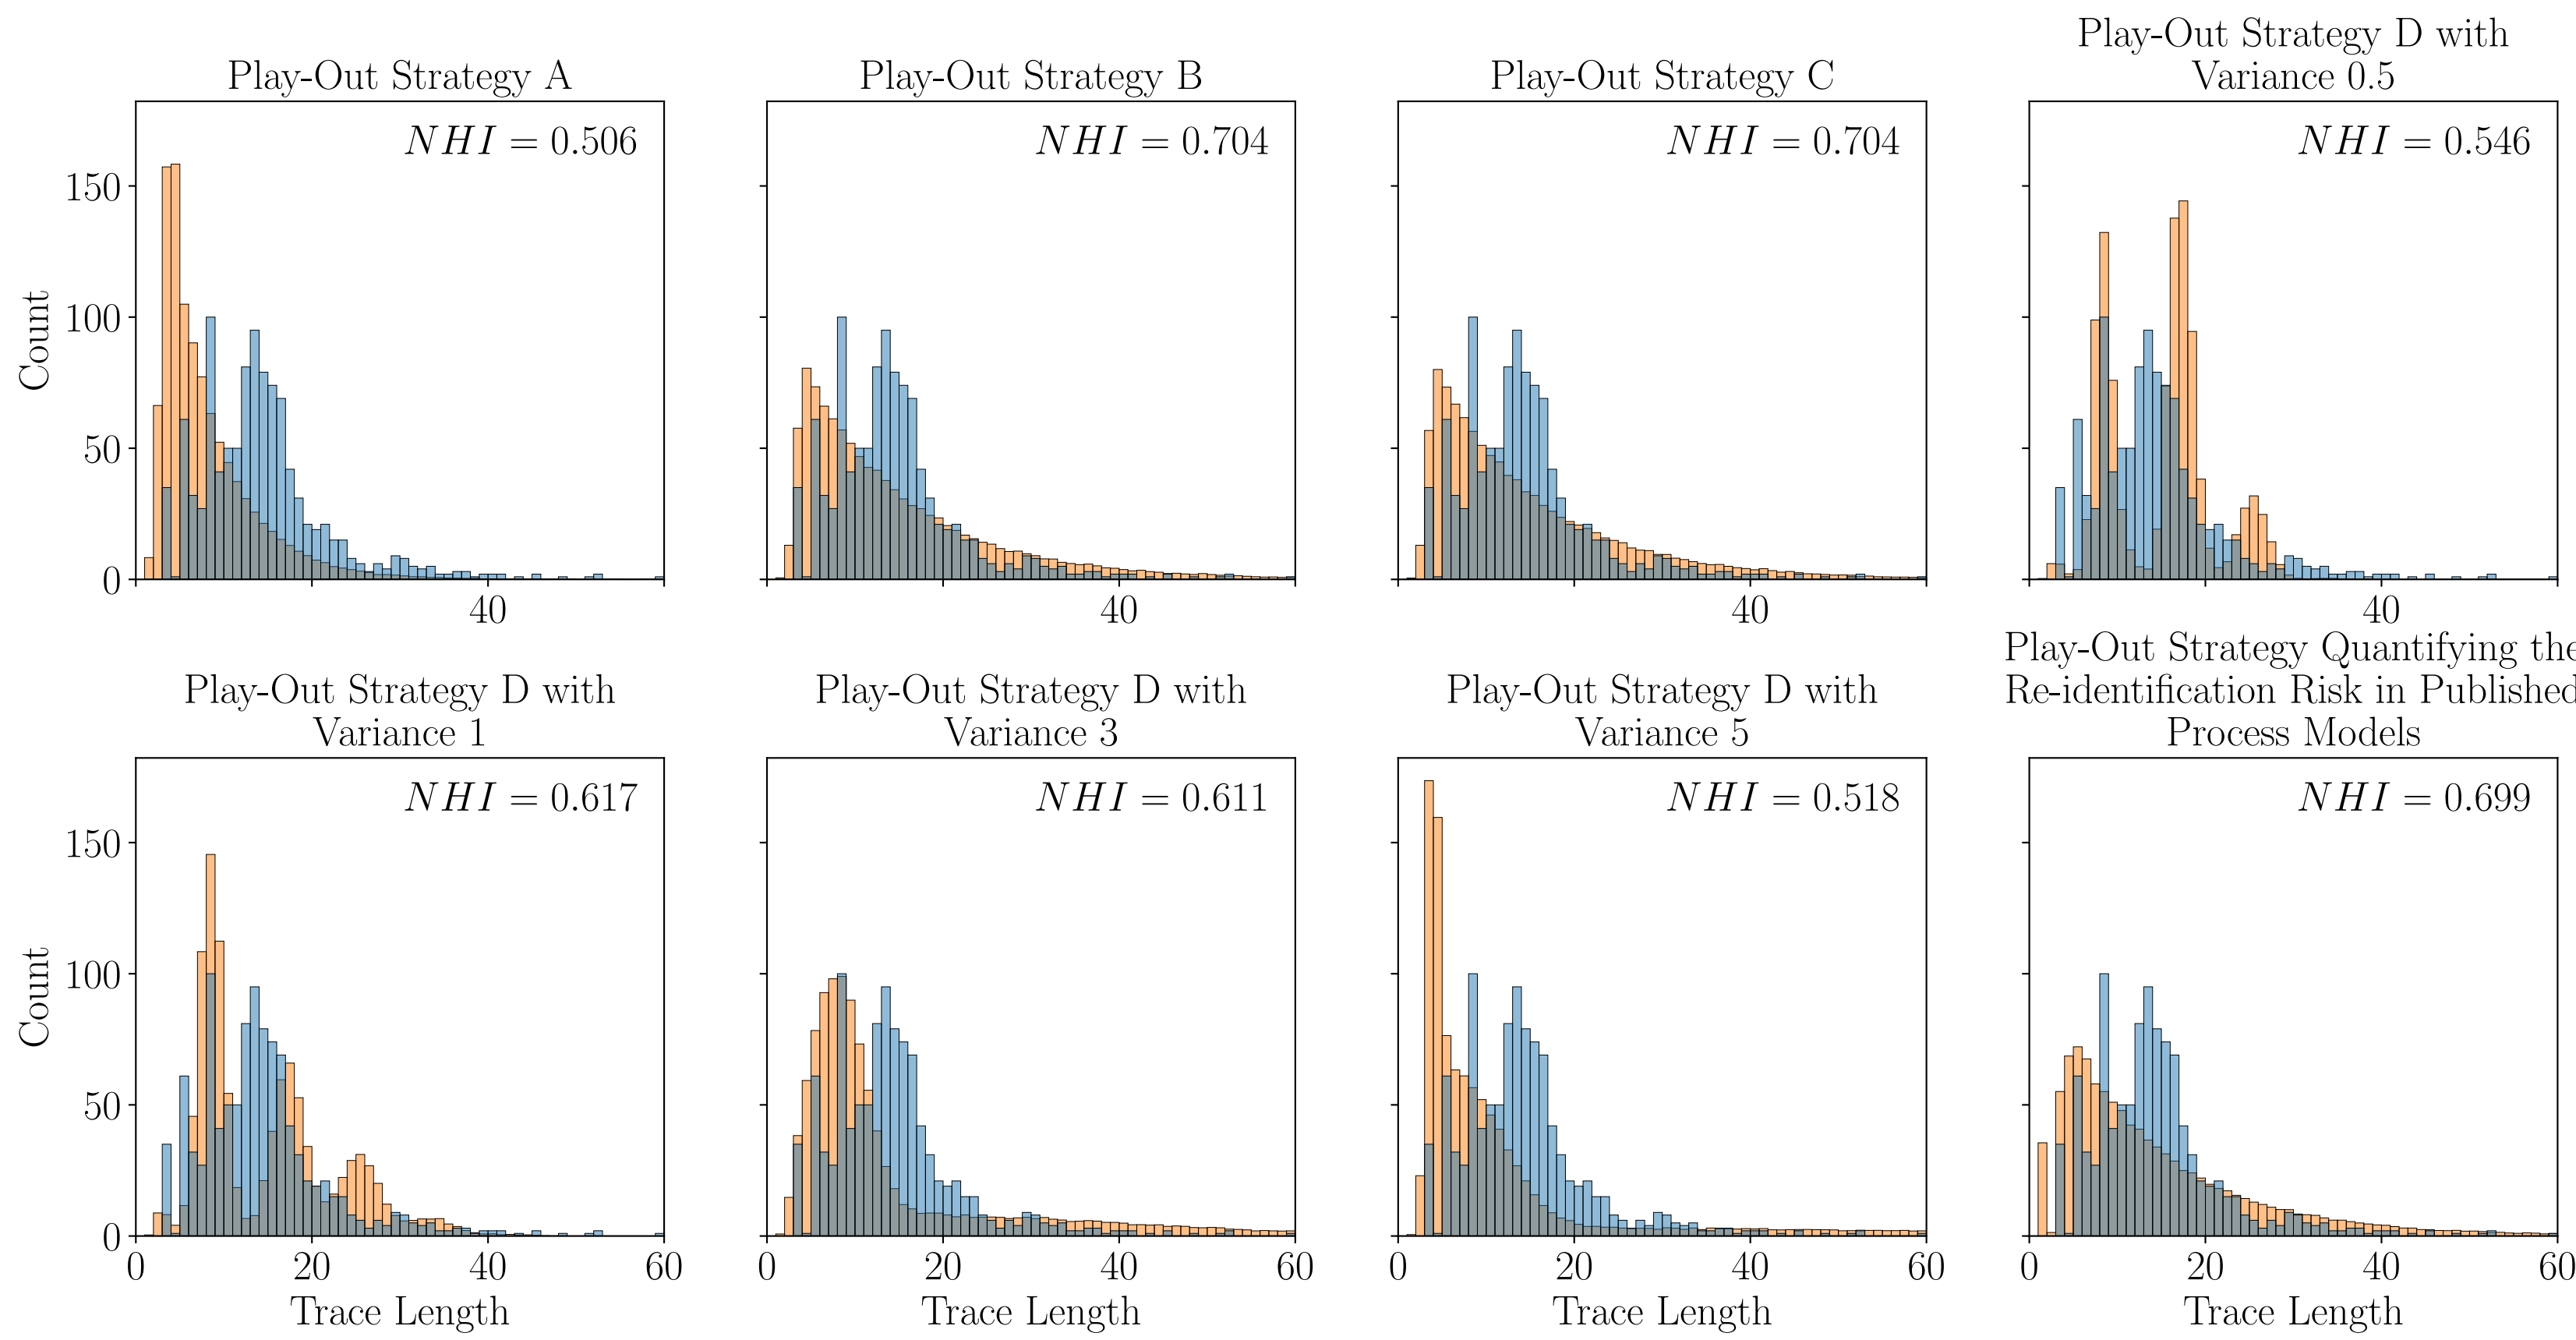 Play-Out Strategy A
NHI = 0.506
Count
150
100
50
0
40
Play-Out Strategy B
NHI = 0.704
40
Play-Out Strategy C
NHI = 0.704
40
Play-Out Strategy D with
Variance 0.5
NHI = 0.546
40
Play-Out Strategy D with
Variance 1
NHI = 0.617
Count
150
100
50
0
0 20 40 60
Trace Length
Play-Out Strategy D with
Variance 3
NHI = 0.611
0 20 40 60
Trace Length
Play-Out Strategy D with
Variance 5
NHI = 0.518
0 20 40 60
Trace Length
Play-Out Strategy Quantifying the
Re-identification Risk in Published
Process Models
NHI = 0.699
0 20 40 60
Trace Length